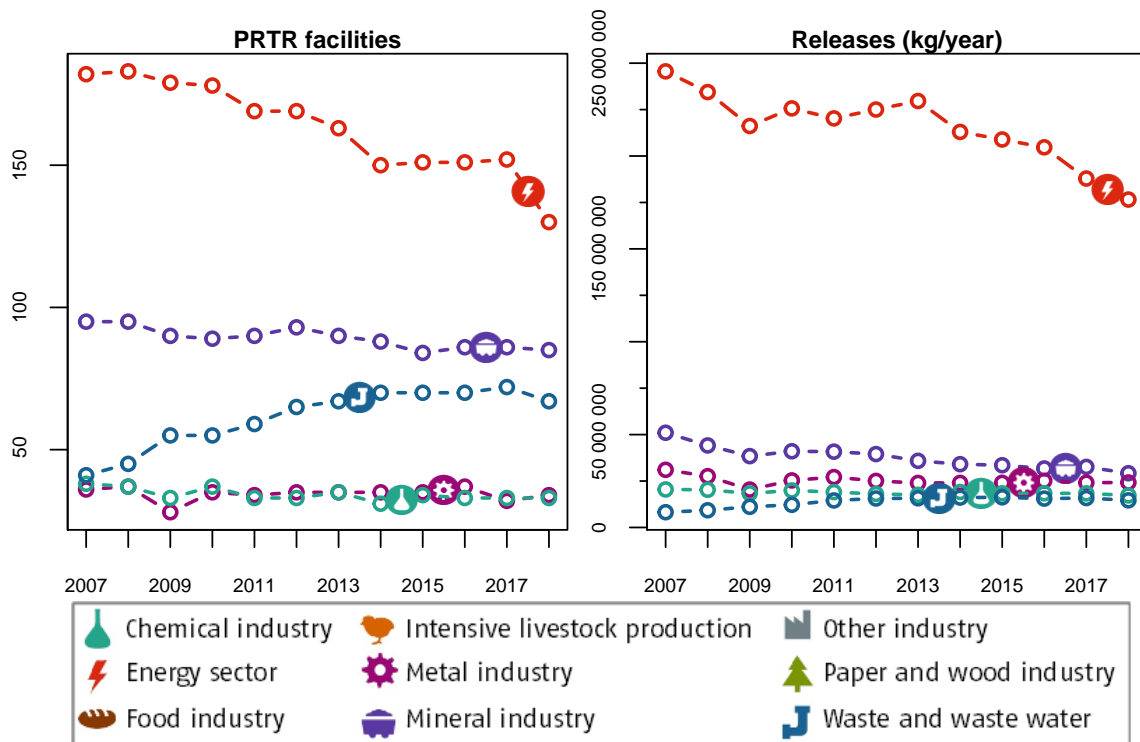 PRTR facilities
150
100
50
2007 2009 2011 2013 2015 2017
Releases (kg/year)
250 000 000
150 000 000
50 000 000
0
2007 2009 2011 2013 2015 2017
Chemical industry Intensive livestock production Other industry
Energy sector Metal industry Paper and wood industry
Food industry Mineral industry Waste and waste water